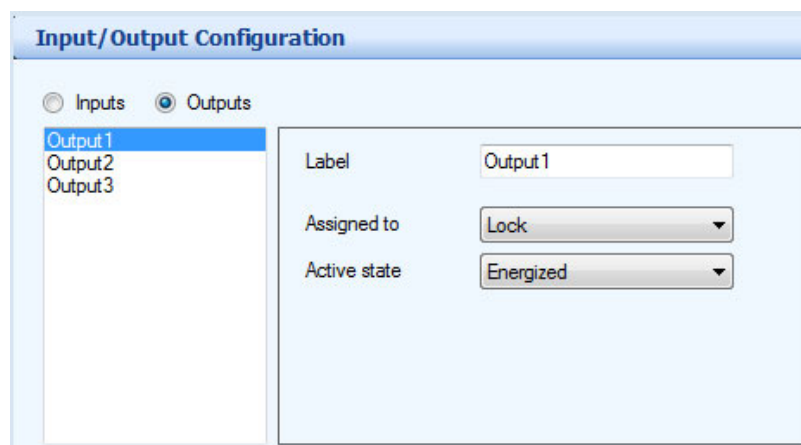 Input/Output Configuration
Inputs Outputs
Output1
Output2
Output3
Label Output1
Assigned to Lock
Active state Energized